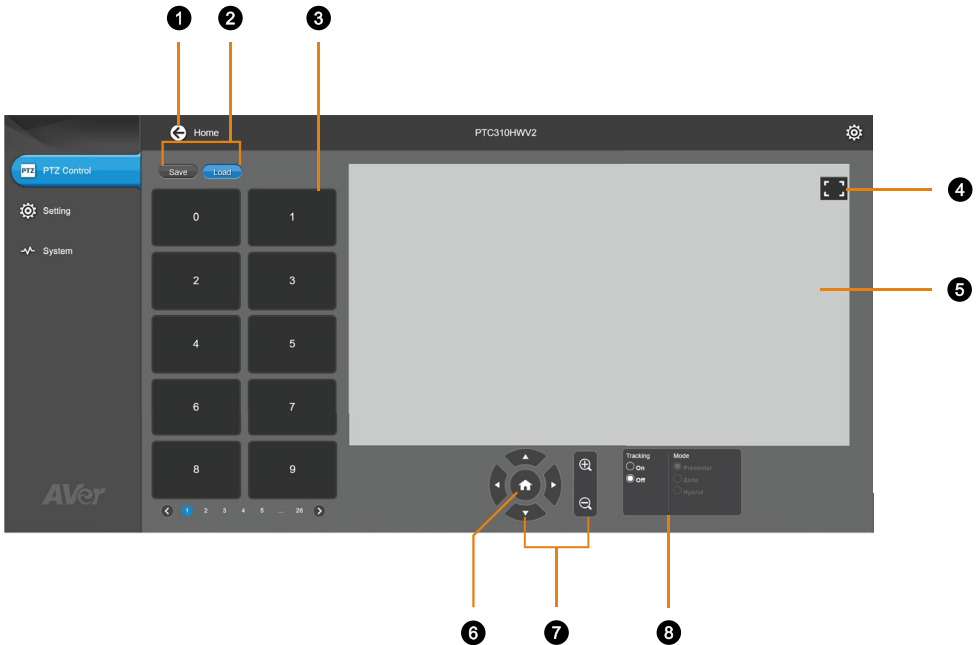 1 2 3
Home PTC310HWV2
PTZ PTZ Control
Save Load
4
Setting
0 1
System
2 3
5
4 5
6 7
Tracking Mode
On Presenter
Off Zone
Hybrid
8 9
AVer
1 2 3 4 5 ... 26
6 7 8